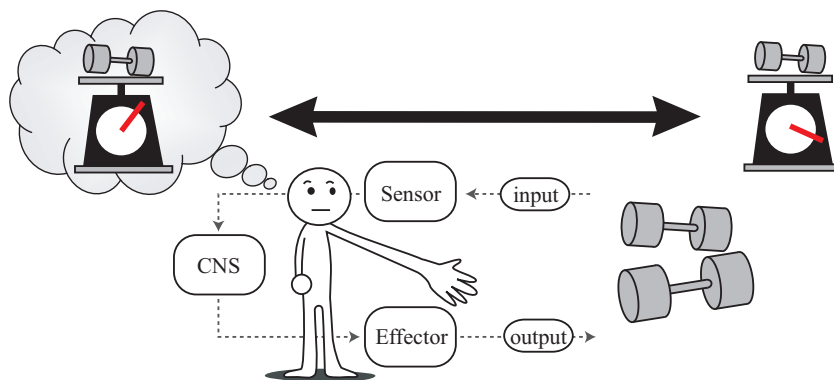 Sensor
input
CNS
Effector
output